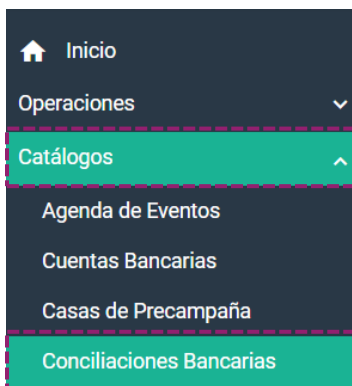 Inicio
Operaciones
Catálogos
Agenda de Eventos
Cuentas Bancarias
Casas de Precampaña
Conciliaciones Bancarias